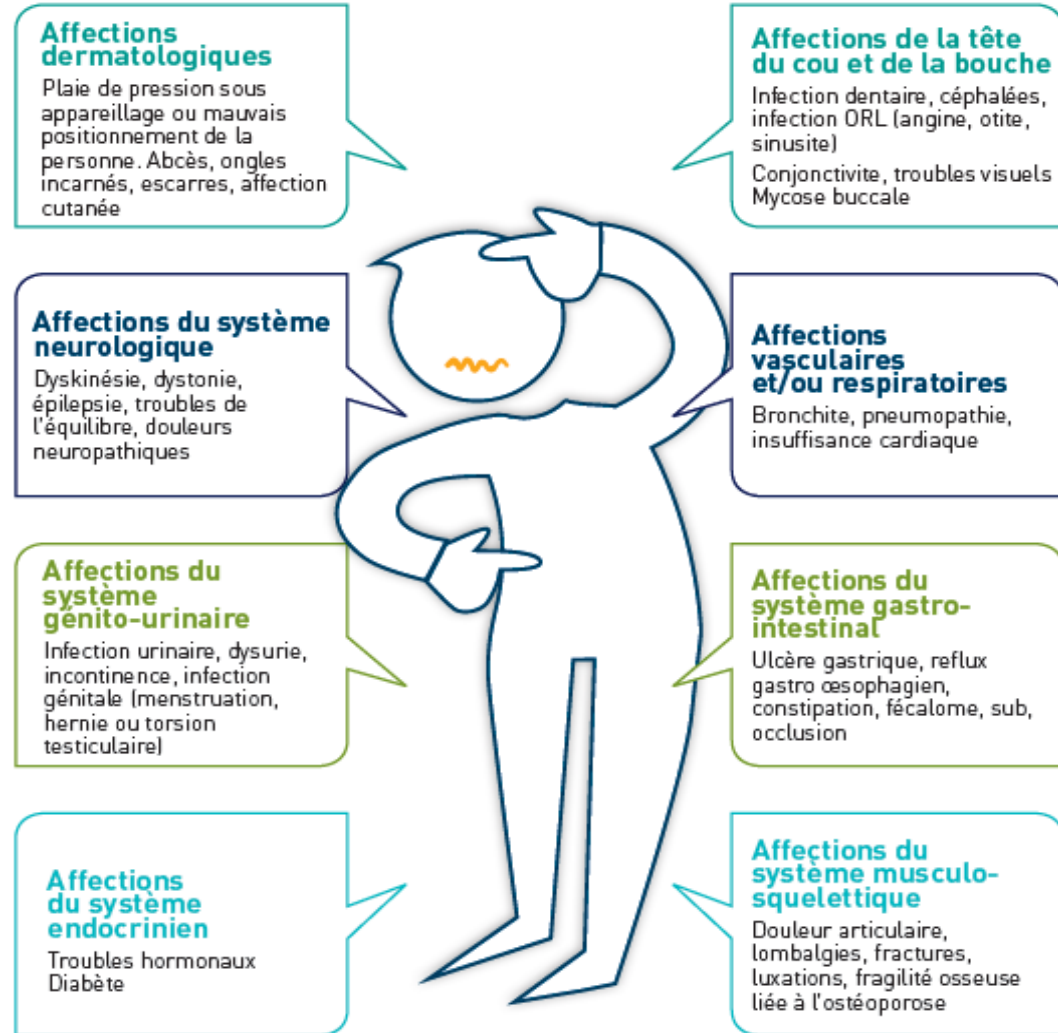 Affections
dermatologiques
Plaie de pression sous
appareillage ou mauvais
positionnement de la
personne. Abcès, ongles
incarnés, escarres, affection
cutanée
Affections de la tête
du cou et de la bouche
Infection dentaire, céphalées,
infection ORL (angine, otite,
sinusite)
Conjonctivite, troubles visuels
Mycose buccale
Affections du système
neurologique
Dyskinésie, dystonie,
épilepsie, troubles de
l'équilibre, douleurs
neuropathiques
Affections
vasculaires
et/ou respiratoires
Bronchite, pneumopathie,
insuffisance cardiaque
Affections du
système
génito-urinaire
Infection urinaire, dysurie,
incontinence, infection
génitale (menstruation,
hernie ou torsion
testiculaire)
Affections du
système gastro-
intestinal
Ulcère gastrique, reflux
gastro œsophagien,
constipation, fécalome, sub,
occlusion
Affections
du système
endocrinien
Troubles hormonaux
Diabète
Affections du
système musculo-
squelettique
Douleur articulaire,
lombalgies, fractures,
luxations, fragilité osseuse
liée à l'ostéoporose